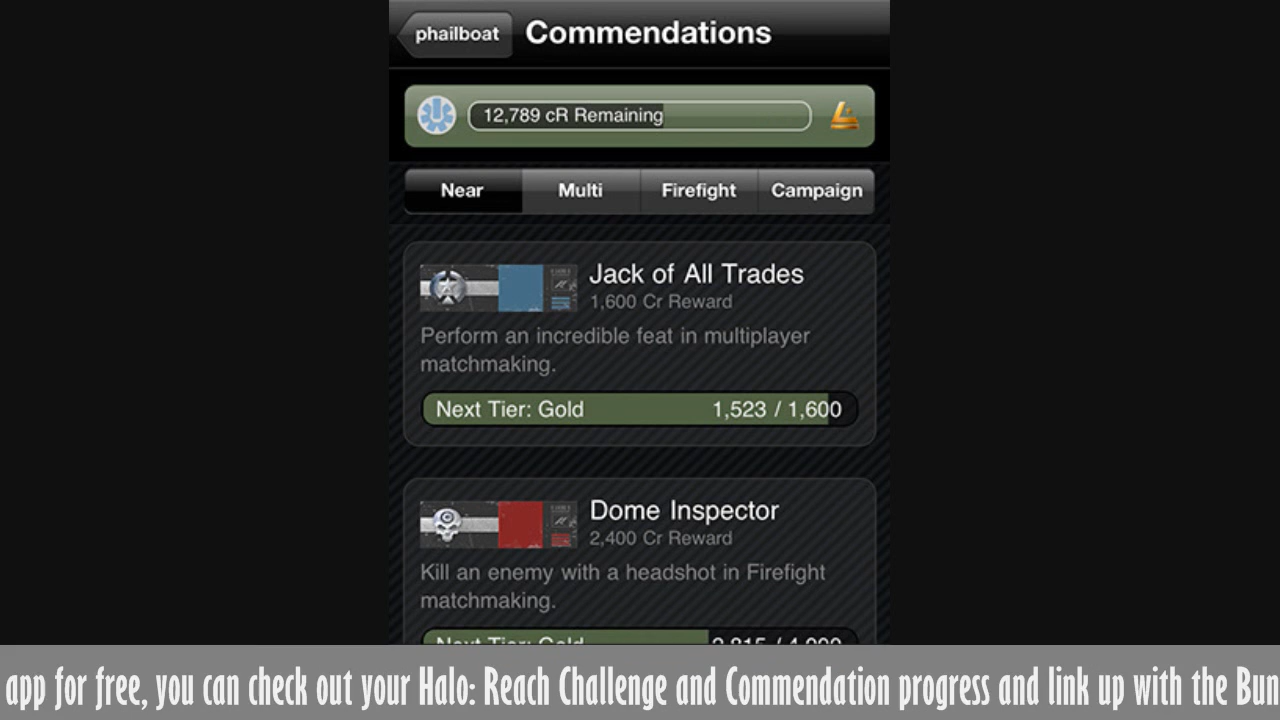 phailboat
Commendations
12,789 cR Remaining
Near Multi Firefight Campaign
Jack of All Trades
1,600 Cr Reward
Perform an incredible feat in multiplayer
matchmaking.
Next Tier: Gold 1,523 / 1,600
Dome Inspector
2,400 Cr Reward
Kill an enemy with a headshot in Firefight
matchmaking.
Next Tier: Gold
app for free, you can check out your Halo: Reach Challenge and Commendation progress and link up with the Bun